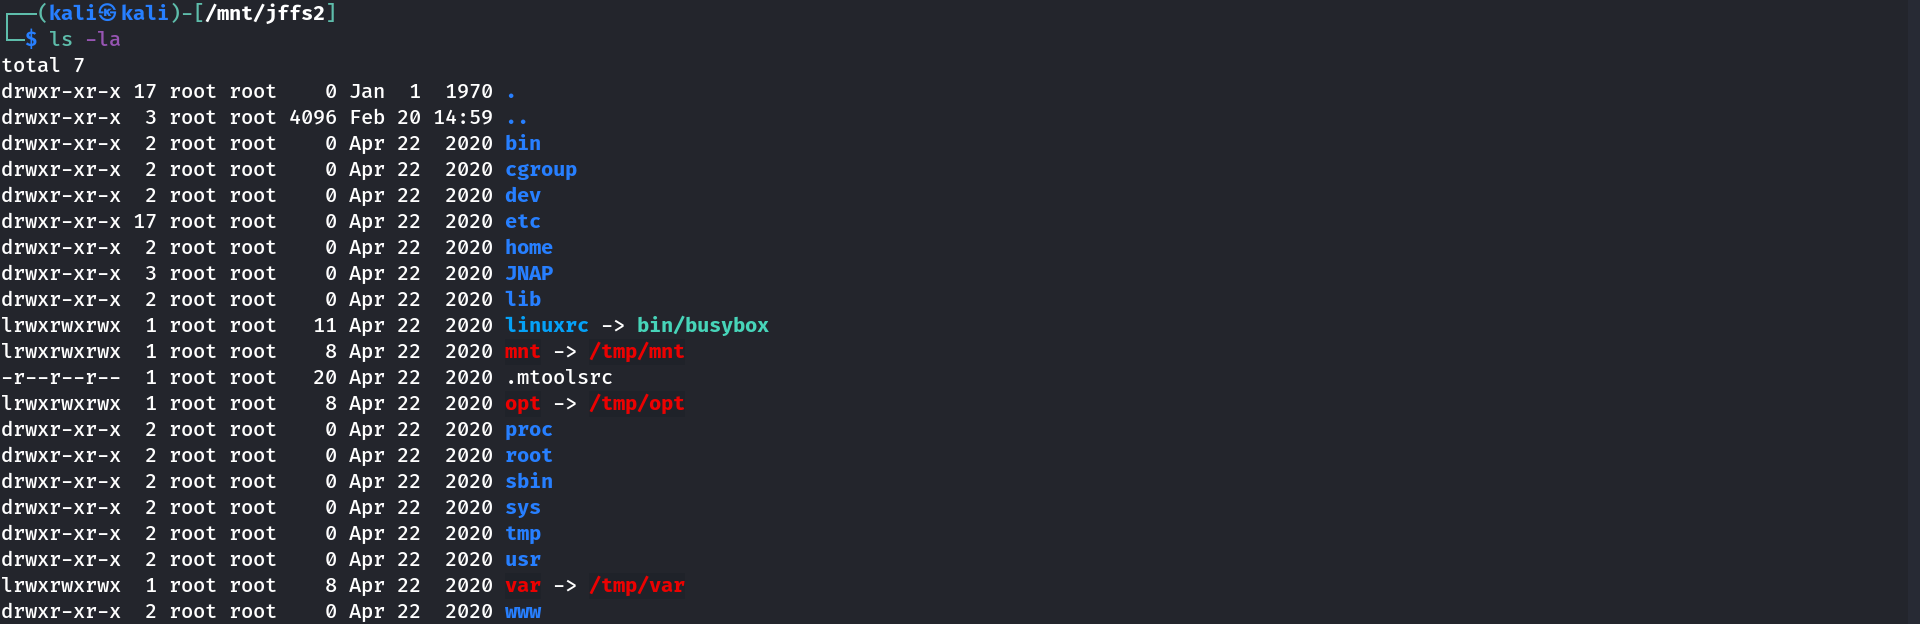 ┌──(kali㉿kali)-[/mnt/jffs2]
└─$ ls -la
total 7
drwxr-xr-x 17 root root    0 Jan  1  1970 .
drwxr-xr-x  3 root root 4096 Feb 20 14:59 ..
drwxr-xr-x  2 root root    0 Apr 22  2020 bin
drwxr-xr-x  2 root root    0 Apr 22  2020 cgroup
drwxr-xr-x  2 root root    0 Apr 22  2020 dev
drwxr-xr-x 17 root root    0 Apr 22  2020 etc
drwxr-xr-x  2 root root    0 Apr 22  2020 home
drwxr-xr-x  3 root root    0 Apr 22  2020 JNAP
drwxr-xr-x  2 root root    0 Apr 22  2020 lib
lrwxrwxrwx  1 root root   11 Apr 22  2020 linuxrc -> bin/busybox
lrwxrwxrwx  1 root root    8 Apr 22  2020 mnt -> /tmp/mnt
-r--r--r--  1 root root   20 Apr 22  2020 .mtoolsrc
lrwxrwxrwx  1 root root    8 Apr 22  2020 opt -> /tmp/opt
drwxr-xr-x  2 root root    0 Apr 22  2020 proc
drwxr-xr-x  2 root root    0 Apr 22  2020 root
drwxr-xr-x  2 root root    0 Apr 22  2020 sbin
drwxr-xr-x  2 root root    0 Apr 22  2020 sys
drwxr-xr-x  2 root root    0 Apr 22  2020 tmp
drwxr-xr-x  2 root root    0 Apr 22  2020 usr
lrwxrwxrwx  1 root root    8 Apr 22  2020 var -> /tmp/var
drwxr-xr-x  2 root root    0 Apr 22  2020 www